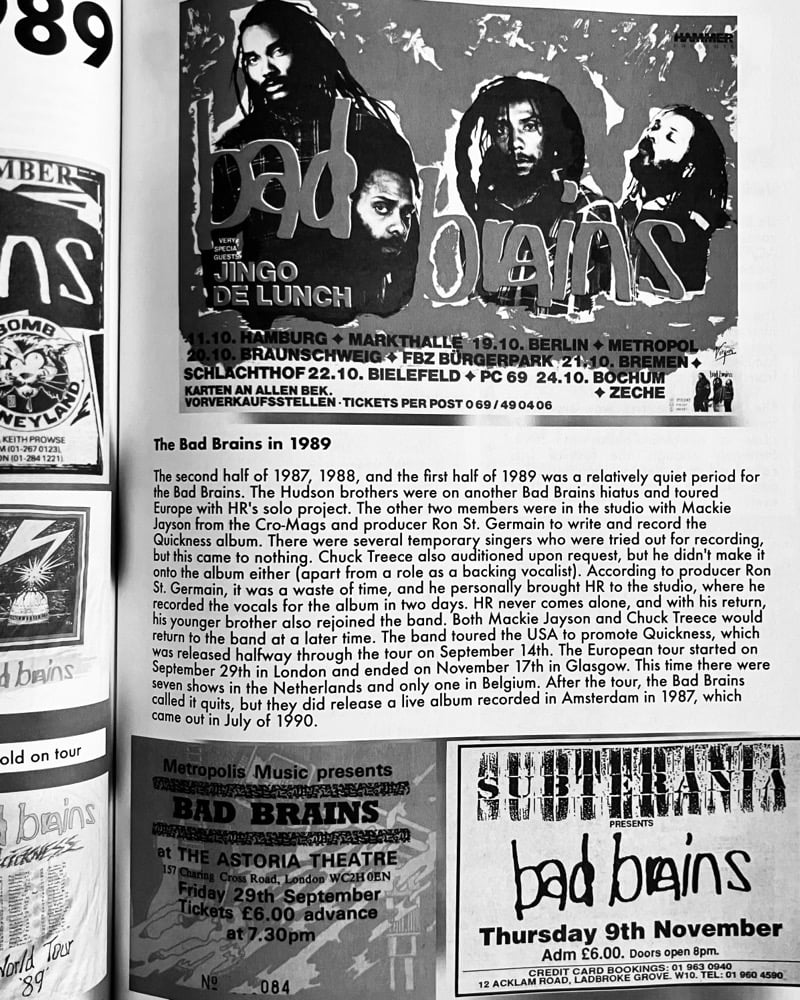 989
MBER
ns
BOMB
NEYLAND
KEITH PROWSE
M (01-267 0123),
ON (01-284 1221)
d brains
old on tour
d brains
QUICKNESS
World Tour
'89'
HAMMER
PRESENTS
bad brains
VERY
SPECIAL
GUESTS
JINGO
DE LUNCH
11.10. HAMBURG ✦ MARKTHALLE 19.10. BERLIN ✦ METROPOL
20.10. BRAUNSCHWEIG ✦ FBZ BÜRGERPARK 21.10. BREMEN ✦
SCHLACHTHOF 22.10. BIELEFELD ✦ PC 69 24.10. BOCHUM
✦ ZECHE
KARTEN AN ALLEN BEK.
VORVERKAUFSSTELLEN · TICKETS PER POST 0 69 / 49 04 06
Virgin
bad brains
The Bad Brains in 1989
The second half of 1987, 1988, and the first half of 1989 was a relatively quiet period for
the Bad Brains. The Hudson brothers were on another Bad Brains hiatus and toured
Europe with HR's solo project. The other two members were in the studio with Mackie
Jayson from the Cro-Mags and producer Ron St. Germain to write and record the
Quickness album. There were several temporary singers who were tried out for recording,
but this came to nothing. Chuck Treece also auditioned upon request, but he didn't make it
onto the album either (apart from a role as a backing vocalist). According to producer Ron
St. Germain, it was a waste of time, and he personally brought HR to the studio, where he
recorded the vocals for the album in two days. HR never comes alone, and with his return,
his younger brother also rejoined the band. Both Mackie Jayson and Chuck Treece would
return to the band at a later time. The band toured the USA to promote Quickness, which
was released halfway through the tour on September 14th. The European tour started on
September 29th in London and ended on November 17th in Glasgow. This time there were
seven shows in the Netherlands and only one in Belgium. After the tour, the Bad Brains
called it quits, but they did release a live album recorded in Amsterdam in 1987, which
came out in July of 1990.
Metropolis Music presents
BAD BRAINS
at THE ASTORIA THEATRE
157 Charing Cross Road, London WC2H 0EN
Friday 29th September
Tickets £6.00 advance
at 7.30pm
Nº 084
SUBTERANIA
PRESENTS
bad brains
Thursday 9th November
Adm £6.00. Doors open 8pm.
CREDIT CARD BOOKINGS: 01 963 0940
12 ACKLAM ROAD, LADBROKE GROVE. W10. TEL: 01 960 4590